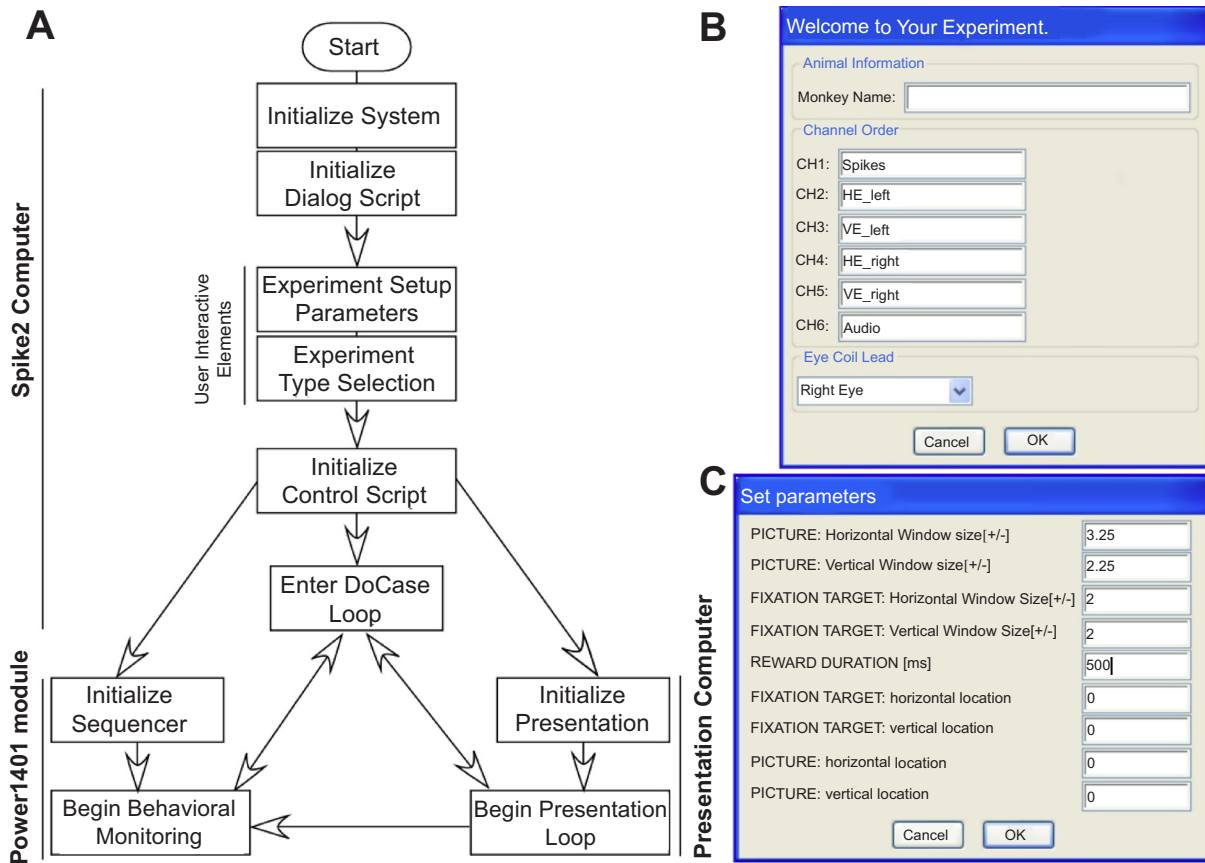 A
Start
Initialize System
Initialize
Dialog Script
Experiment Setup
Parameters
Experiment
Type Selection
User Interactive
Elements
Spike2 Computer
Initialize
Control Script
Enter DoCase
Loop
Initialize
Sequencer
Initialize
Presentation
Begin Behavioral
Monitoring
Begin Presentation
Loop
Power1401 module
Presentation Computer
B
Welcome to Your Experiment.
Animal Information
Monkey Name:
Channel Order
CH1: Spikes
CH2: HE_left
CH3: VE_left
CH4: HE_right
CH5: VE_right
CH6: Audio
Eye Coil Lead
Right Eye
Cancel OK
C
Set parameters
PICTURE: Horizontal Window size[+/-] 3.25
PICTURE: Vertical Window size[+/-] 2.25
FIXATION TARGET: Horizontal Window Size[+/-] 2
FIXATION TARGET: Vertical Window Size[+/-] 2
REWARD DURATION [ms] 500
FIXATION TARGET: horizontal location 0
FIXATION TARGET: vertical location 0
PICTURE: horizontal location 0
PICTURE: vertical location 0
Cancel OK